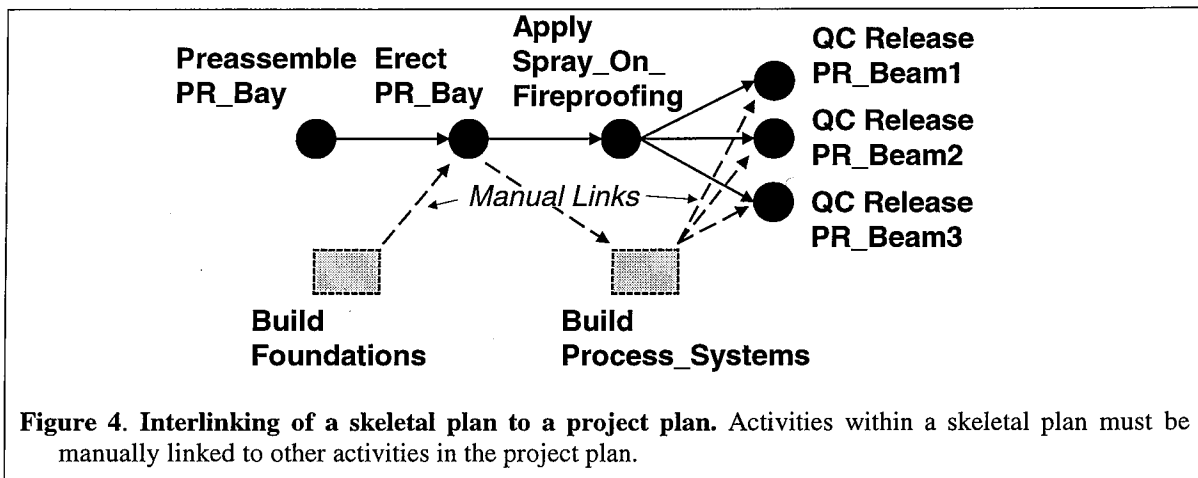 Preassemble
PR_Bay
Erect
PR_Bay
Apply
Spray_On_
Fireproofing
QC Release
PR_Beam1
QC Release
PR_Beam2
QC Release
PR_Beam3
Manual Links
Build
Foundations
Build
Process_Systems
Figure 4. Interlinking of a skeletal plan to a project plan. Activities within a skeletal plan must be
manually linked to other activities in the project plan.